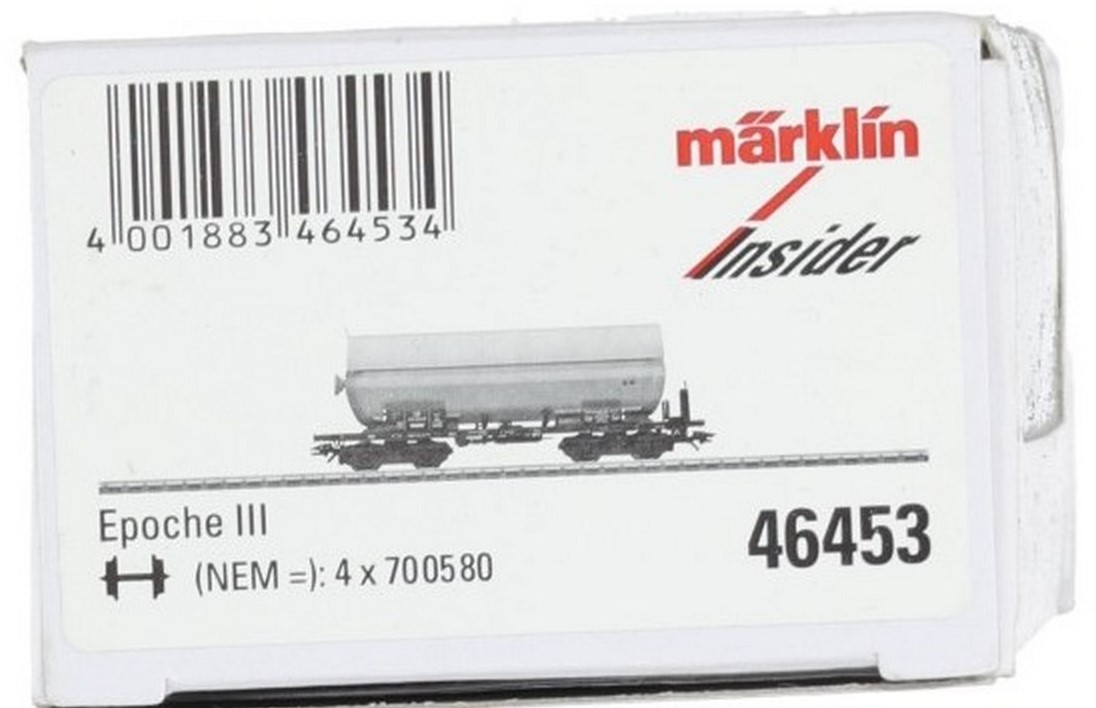 4 001883 464534
märklin
Insider
Epoche III
46453
(NEM =): 4 x 700580